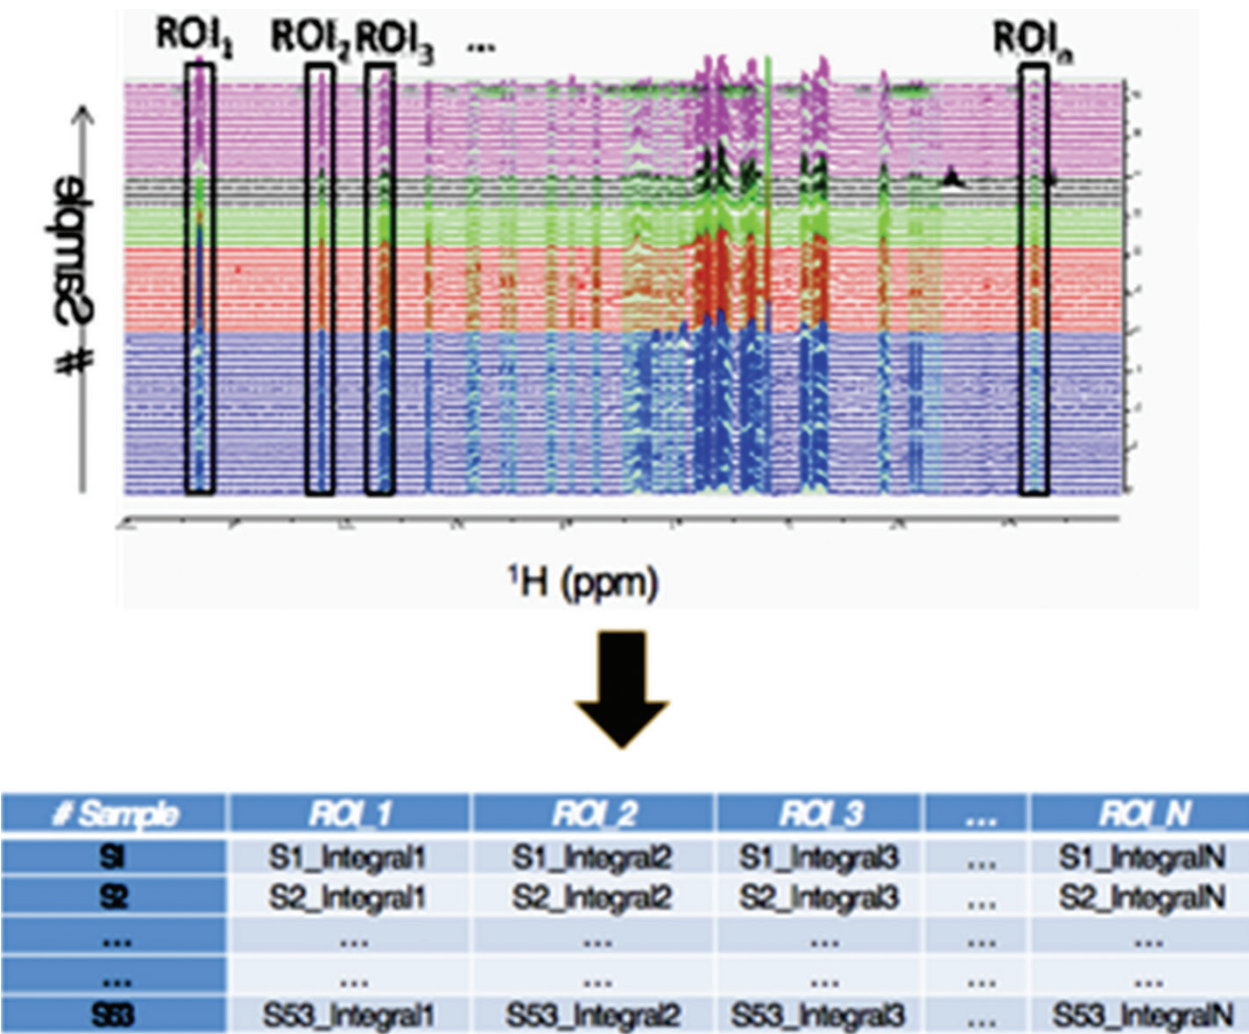 ROI1 ROI2 ROI3 ... ROIn
# Sample
¹H (ppm)
# Sample ROI_1 ROI_2 ROI_3 ... ROI_N
S1 S1_Integral1 S1_Integral2 S1_Integral3 ... S1_IntegralN
S2 S2_Integral1 S2_Integral2 S2_Integral3 ... S2_IntegralN
... ... ... ... ... ...
... ... ... ... ... ...
S53 S53_Integral1 S53_Integral2 S53_Integral3 ... S53_IntegralN